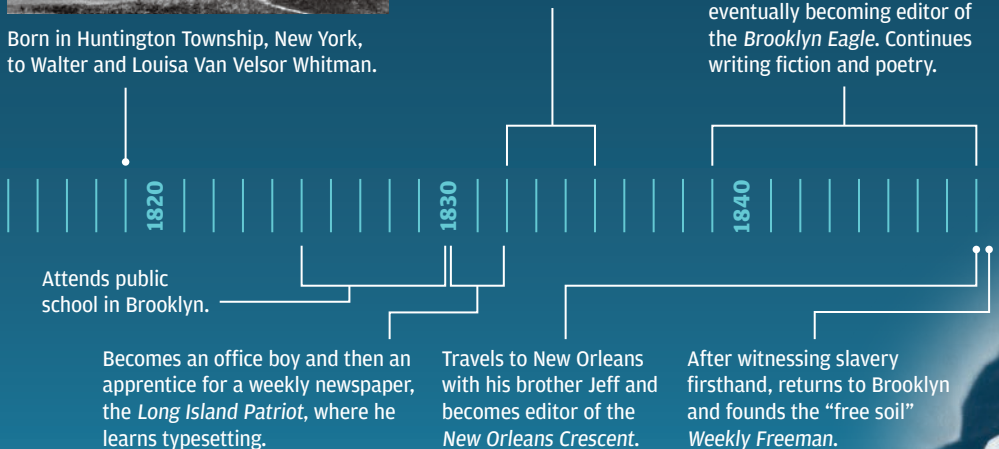 Born in Huntington Township, New York,
to Walter and Louisa Van Velsor Whitman.
eventually becoming editor of
the Brooklyn Eagle. Continues
writing fiction and poetry.
1820
1830
1840
Attends public
school in Brooklyn.
Becomes an office boy and then an
apprentice for a weekly newspaper,
the Long Island Patriot, where he
learns typesetting.
Travels to New Orleans
with his brother Jeff and
becomes editor of the
New Orleans Crescent.
After witnessing slavery
firsthand, returns to Brooklyn
and founds the “free soil”
Weekly Freeman.